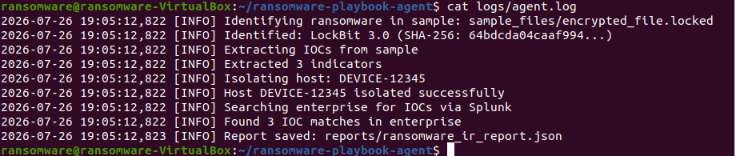 ransomware@ransomware-VirtualBox:~/ransomware-playbook-agent$ cat logs/agent.log
2026-07-26 19:05:12,822 [INFO] Identifying ransomware in sample: sample_files/encrypted_file.locked
2026-07-26 19:05:12,822 [INFO] Identified: LockBit 3.0 (SHA-256: 64bdcda04caaf994...)
2026-07-26 19:05:12,822 [INFO] Extracting IOCs from sample
2026-07-26 19:05:12,822 [INFO] Extracted 3 indicators
2026-07-26 19:05:12,822 [INFO] Isolating host: DEVICE-12345
2026-07-26 19:05:12,822 [INFO] Host DEVICE-12345 isolated successfully
2026-07-26 19:05:12,822 [INFO] Searching enterprise for IOCs via Splunk
2026-07-26 19:05:12,822 [INFO] Found 3 IOC matches in enterprise
2026-07-26 19:05:12,823 [INFO] Report saved: reports/ransomware_ir_report.json
ransomware@ransomware-VirtualBox:~/ransomware-playbook-agent$